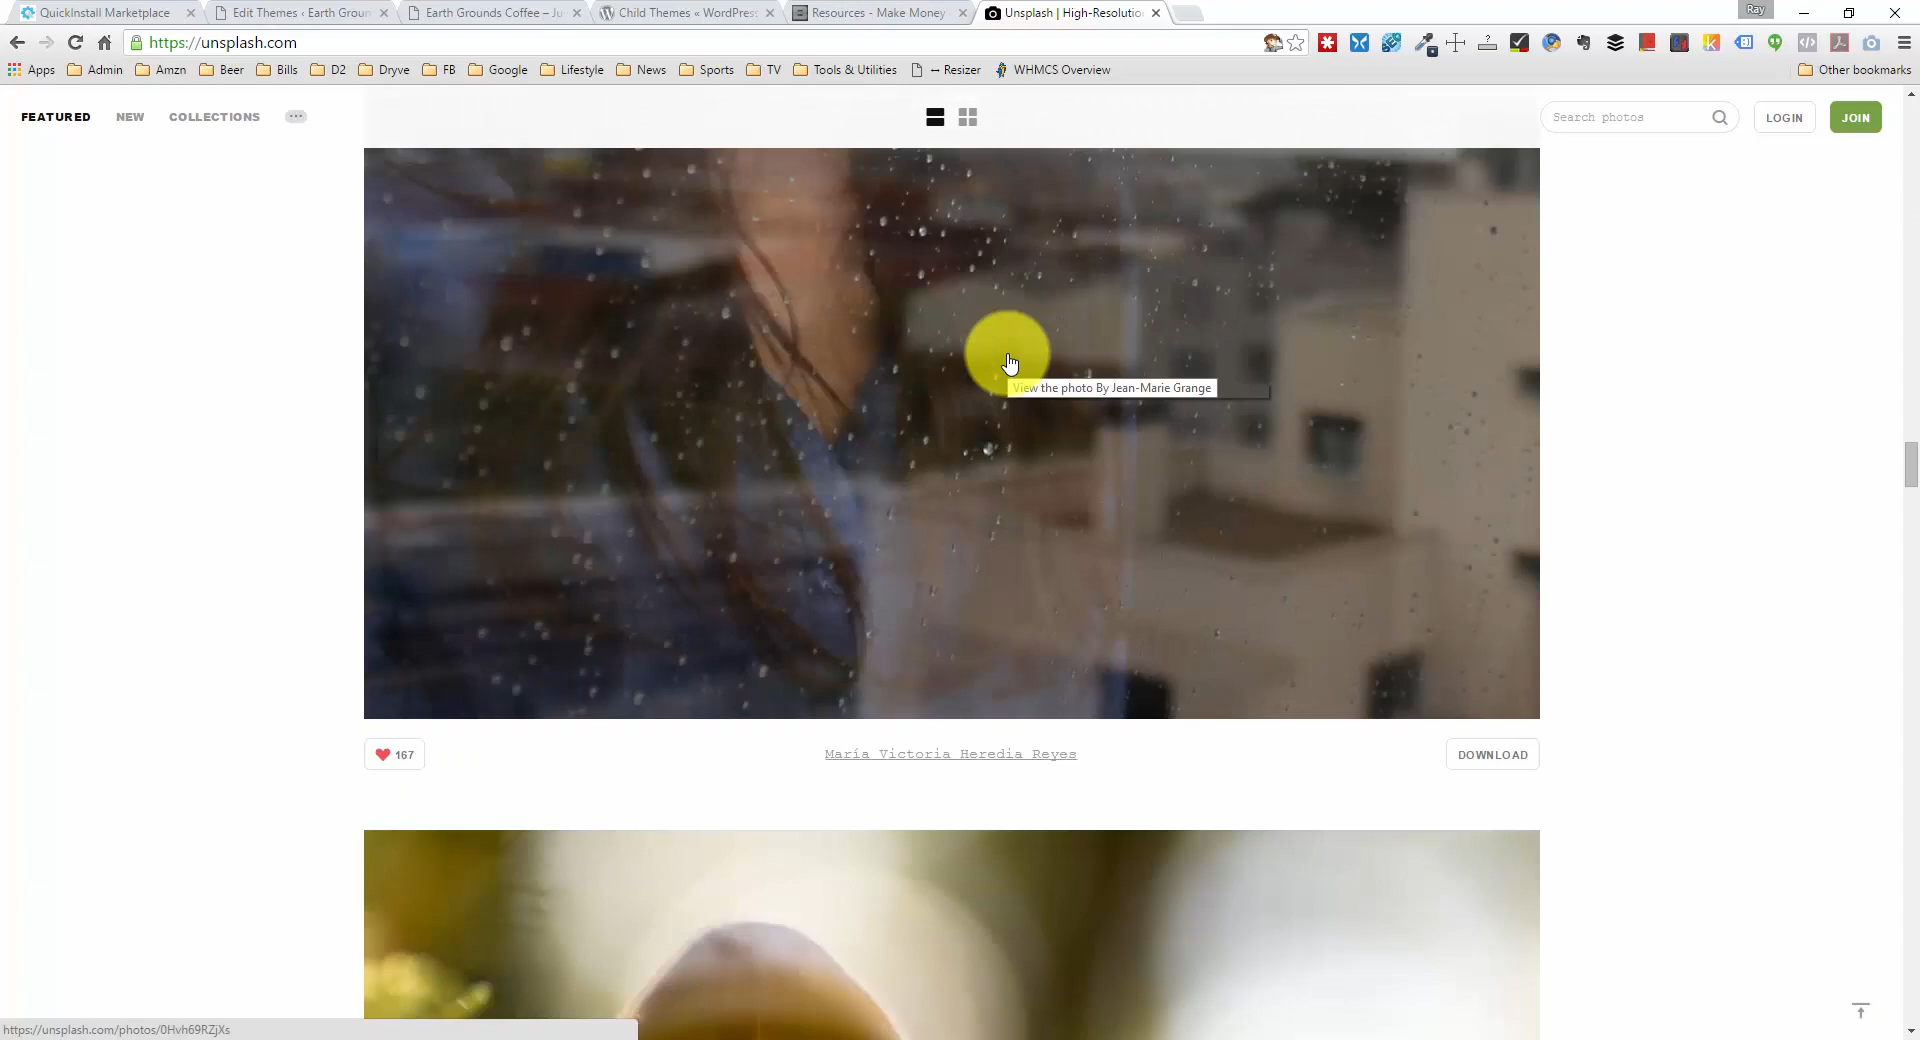 QuickInstall Marketplace
Edit Themes ‹ Earth Groun
Earth Grounds Coffee – Ju
Child Themes « WordPres
Resources - Make Money
Unsplash | High-Resolutio
Ray
https://unsplash.com
Apps
Admin
Amzn
Beer
Bills
D2
Dryve
FB
Google
Lifestyle
News
Sports
TV
Tools & Utilities
↔ Resizer
WHMCS Overview
Other bookmarks
FEATURED
NEW
COLLECTIONS
Search photos
LOGIN
JOIN
View the photo By Jean-Marie Grange
167
María Victoria Heredia Reyes
DOWNLOAD
https://unsplash.com/photos/0Hvh69RZjXs